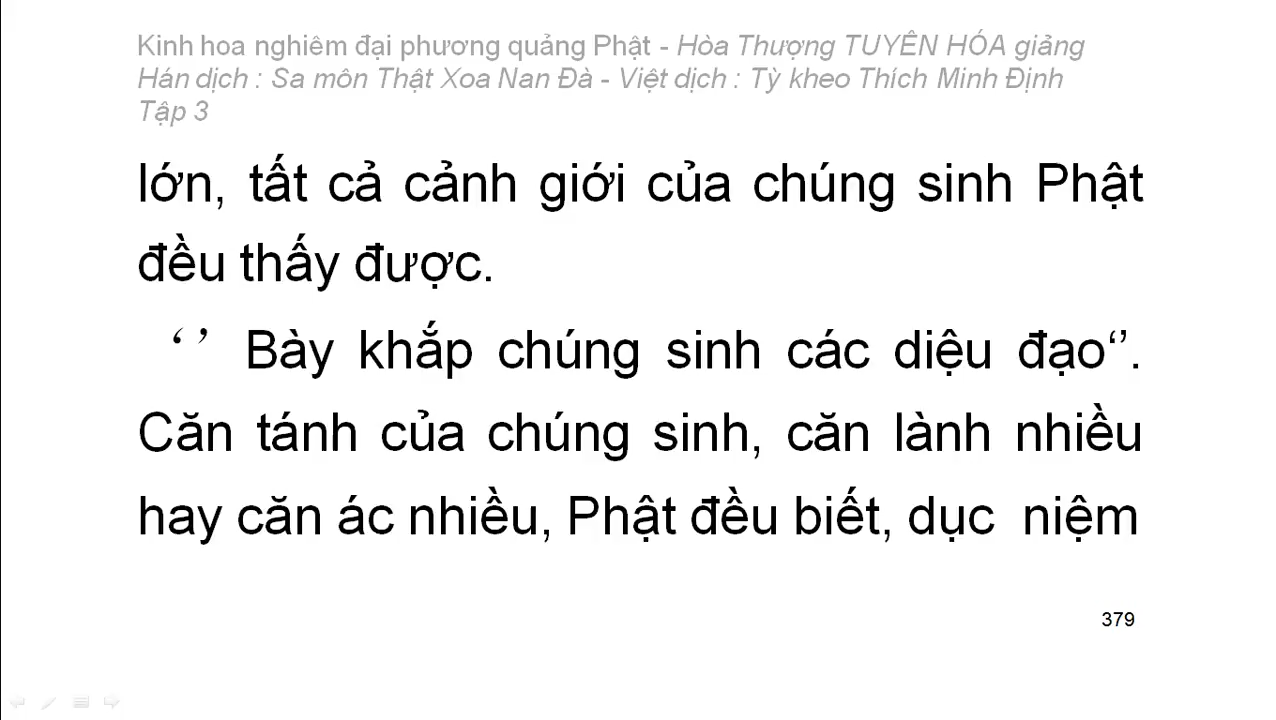 Kinh hoa nghiêm đại phương quảng Phật - Hòa Thượng TUYÊN HÓA giảng
Hán dịch : Sa môn Thật Xoa Nan Đà - Việt dịch : Tỳ kheo Thích Minh Định
Tập 3
lớn, tất cả cảnh giới của chúng sinh Phật
đều thấy được.
‘’ Bày khắp chúng sinh các diệu đạo‘’.
Căn tánh của chúng sinh, căn lành nhiều
hay căn ác nhiều, Phật đều biết, dục niệm
379